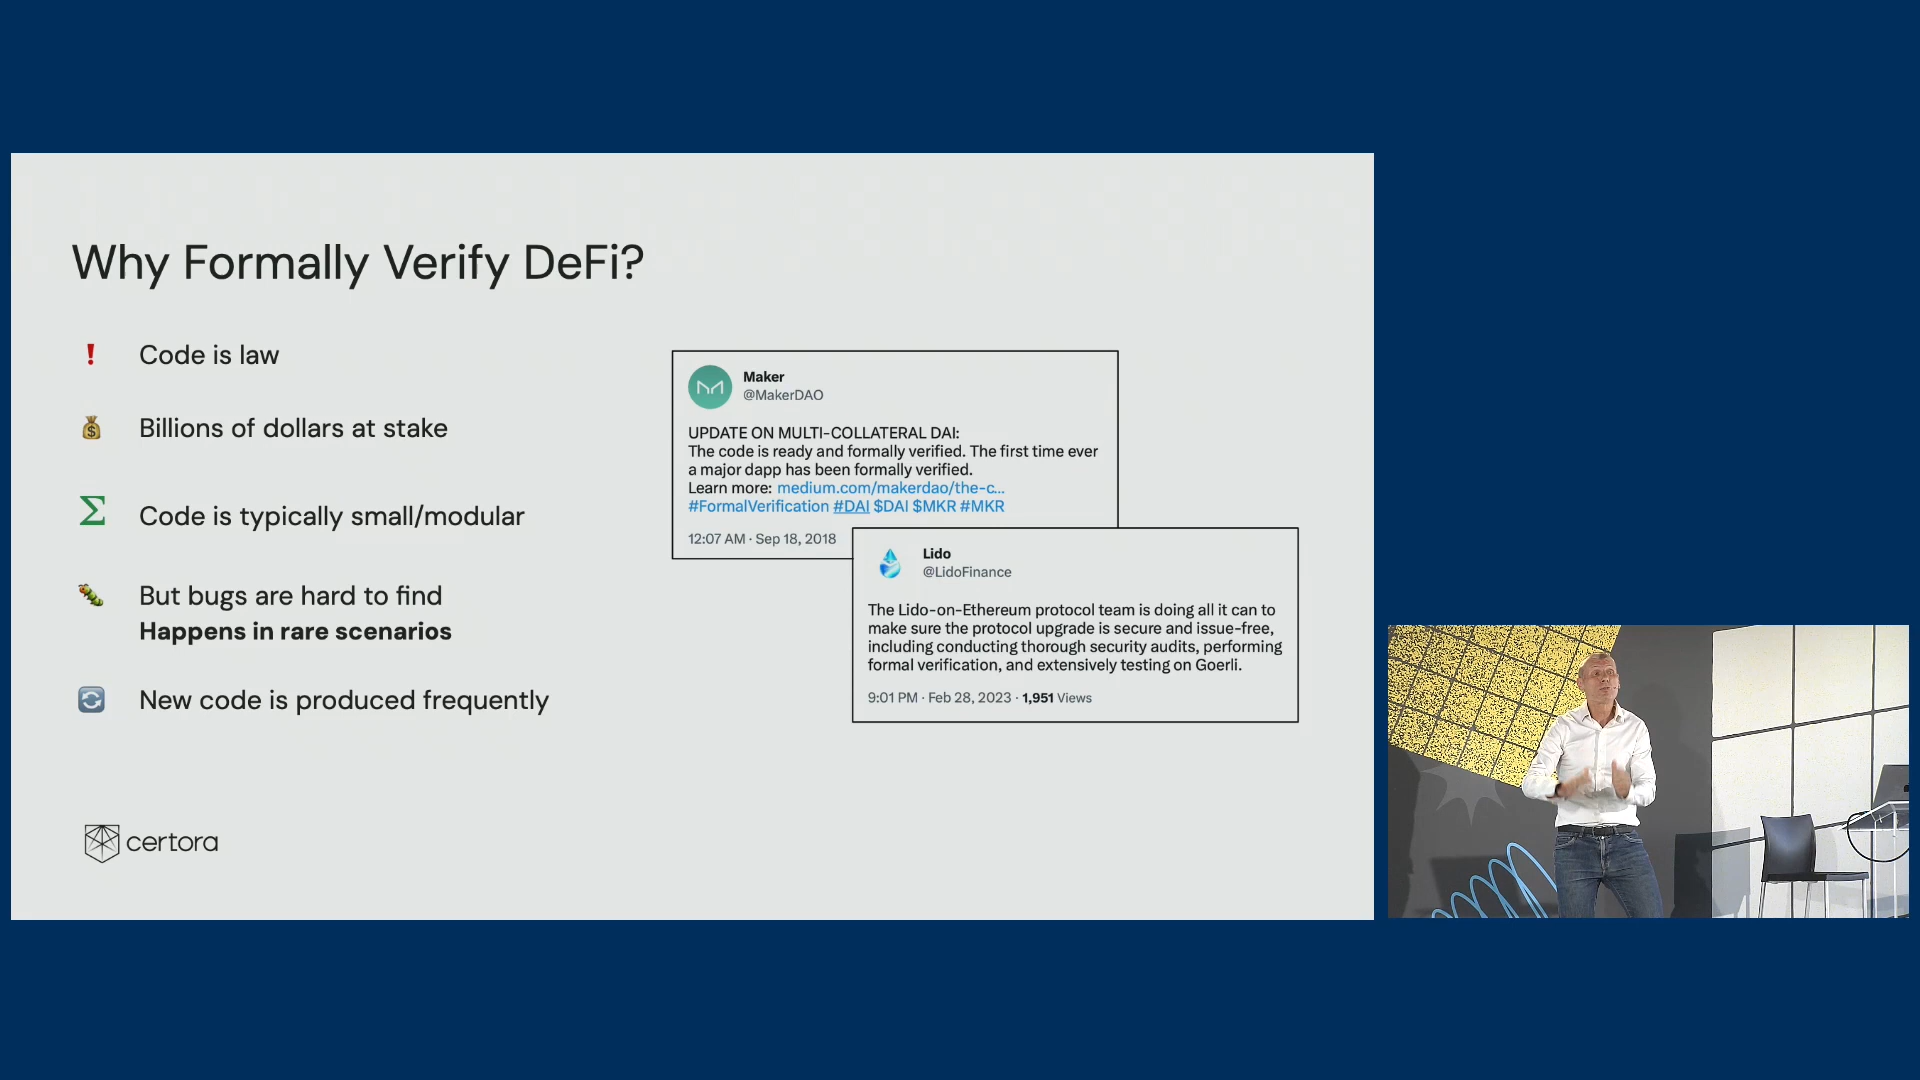 Why Formally Verify DeFi?
Code is law
Billions of dollars at stake
Code is typically small/modular
But bugs are hard to find
Happens in rare scenarios
New code is produced frequently
certora
Maker
@MakerDAO
UPDATE ON MULTI-COLLATERAL DAI:
The code is ready and formally verified. The first time ever
a major dapp has been formally verified.
Learn more: medium.com/makerdao/the-c...
#FormalVerification #DAI $DAI $MKR #MKR
12:07 AM · Sep 18, 2018
Lido
@LidoFinance
The Lido-on-Ethereum protocol team is doing all it can to
make sure the protocol upgrade is secure and issue-free,
including conducting thorough security audits, performing
formal verification, and extensively testing on Goerli.
9:01 PM · Feb 28, 2023 · 1,951 Views